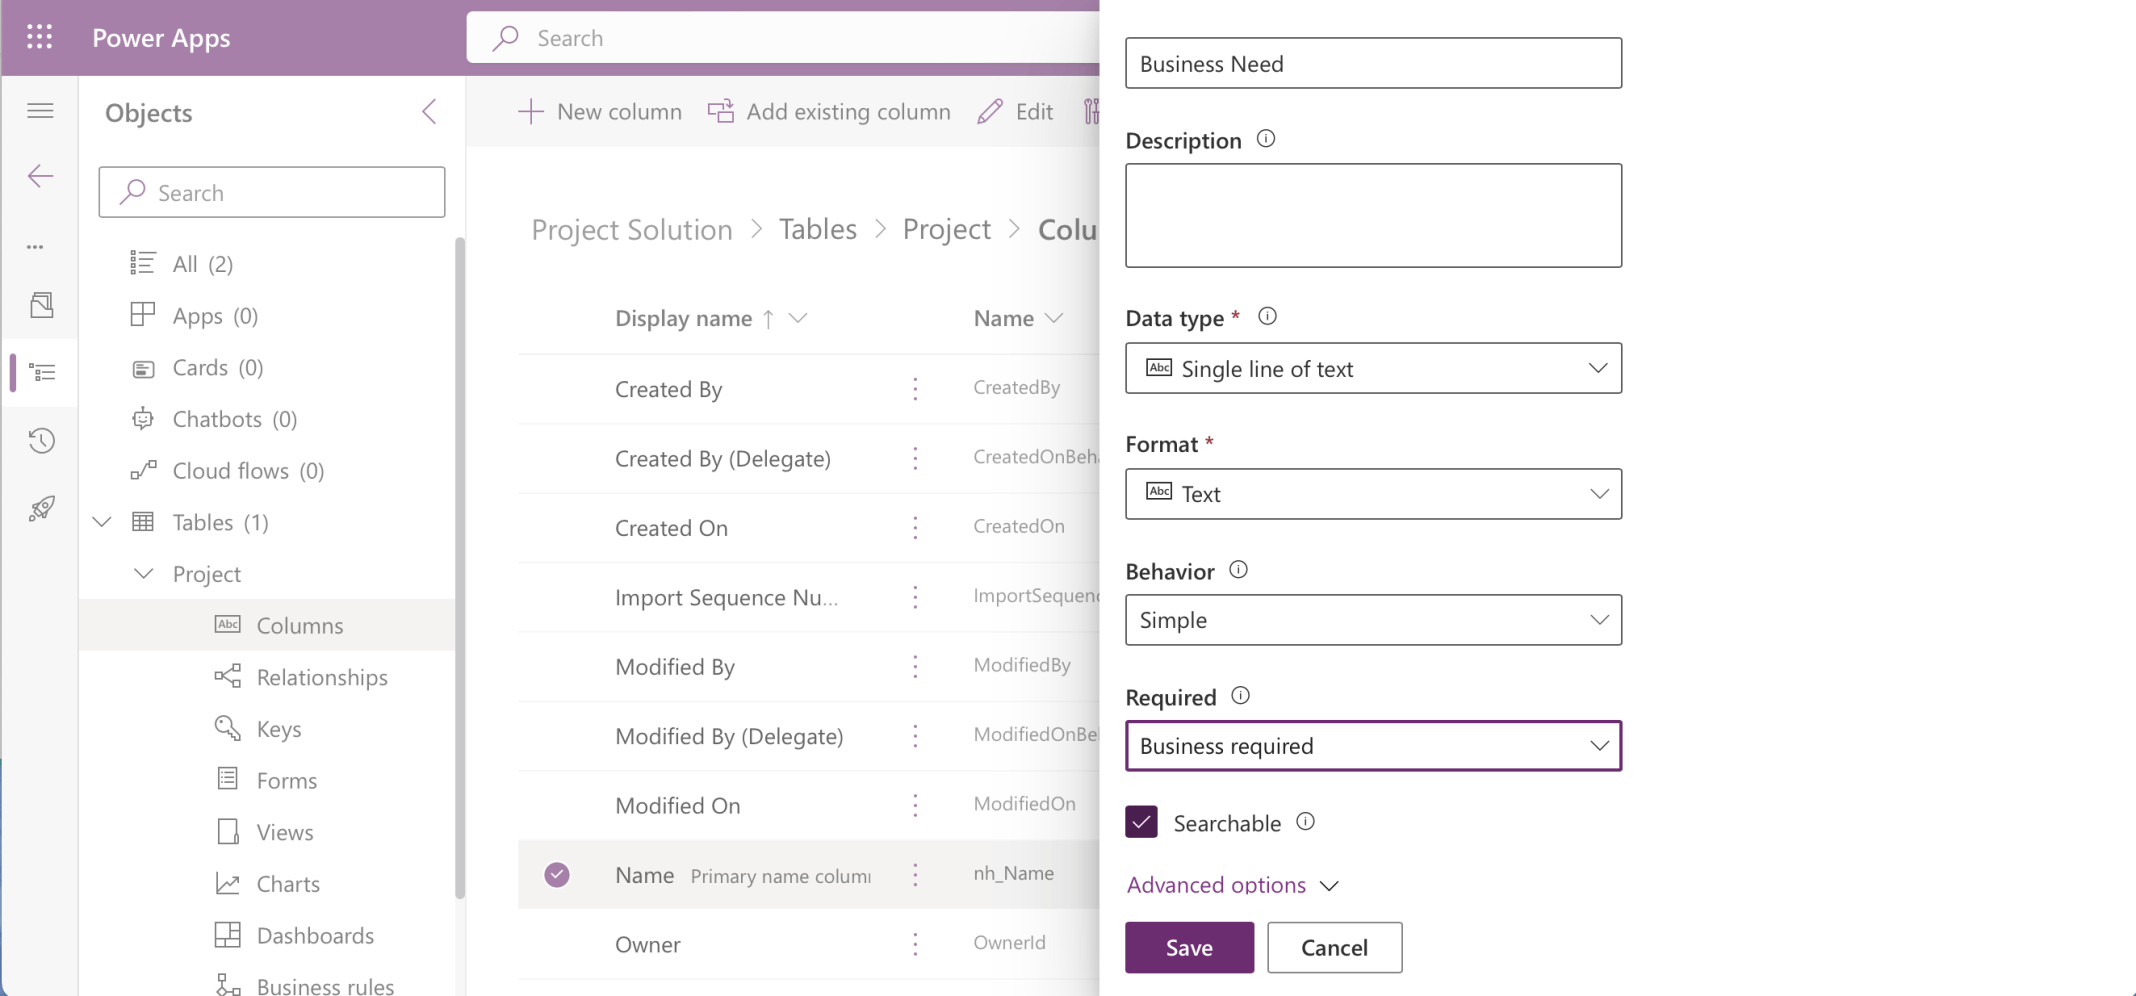 Power Apps
Search
Objects
Search
All (2)
Apps (0)
Cards (0)
Chatbots (0)
Cloud flows (0)
Tables (1)
Project
Abc Columns
Relationships
Keys
Forms
Views
Charts
Dashboards
Business rules
New column Add existing column Edit
Project Solution > Tables > Project > Colu
Display name ↑ Name
Created By CreatedBy
Created By (Delegate) CreatedOnBeha
Created On CreatedOn
Import Sequence Nu... ImportSequenc
Modified By ModifiedBy
Modified By (Delegate) ModifiedOnBe
Modified On ModifiedOn
Name Primary name colum nh_Name
Owner OwnerId
Business Need
Description
Data type *
Abc Single line of text
Format *
Abc Text
Behavior
Simple
Required
Business required
Searchable
Advanced options
Save Cancel